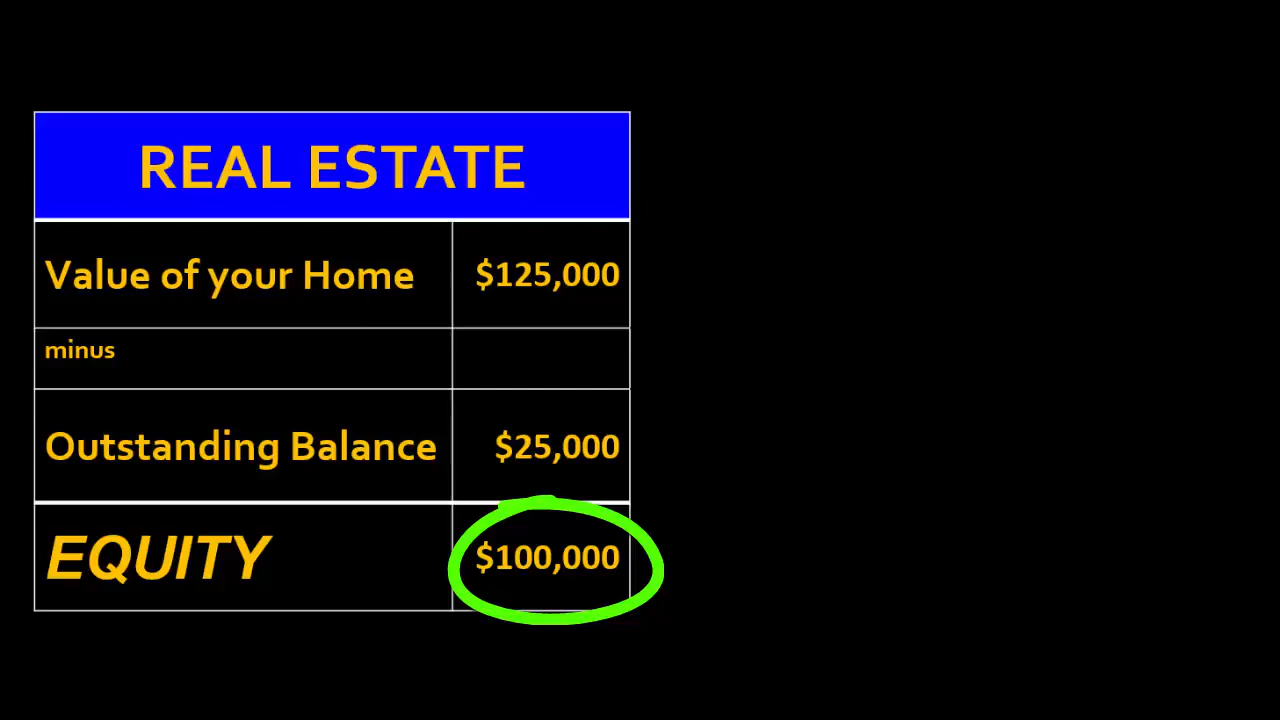 REAL ESTATE
Value of your Home $125,000
minus
Outstanding Balance $25,000
EQUITY $100,000